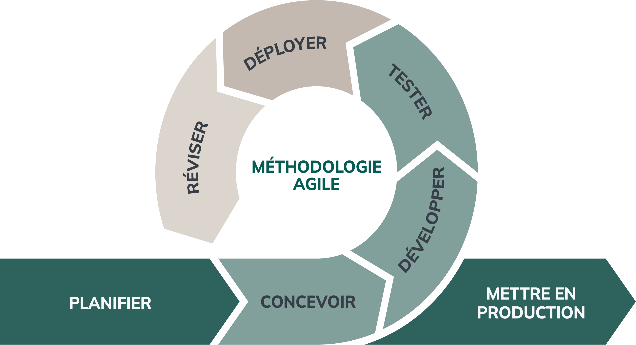 DÉPLOYER
TESTER
RÉVISER
MÉTHODOLOGIE
AGILE
DÉVELOPPER
PLANIFIER
CONCEVOIR
METTRE EN
PRODUCTION